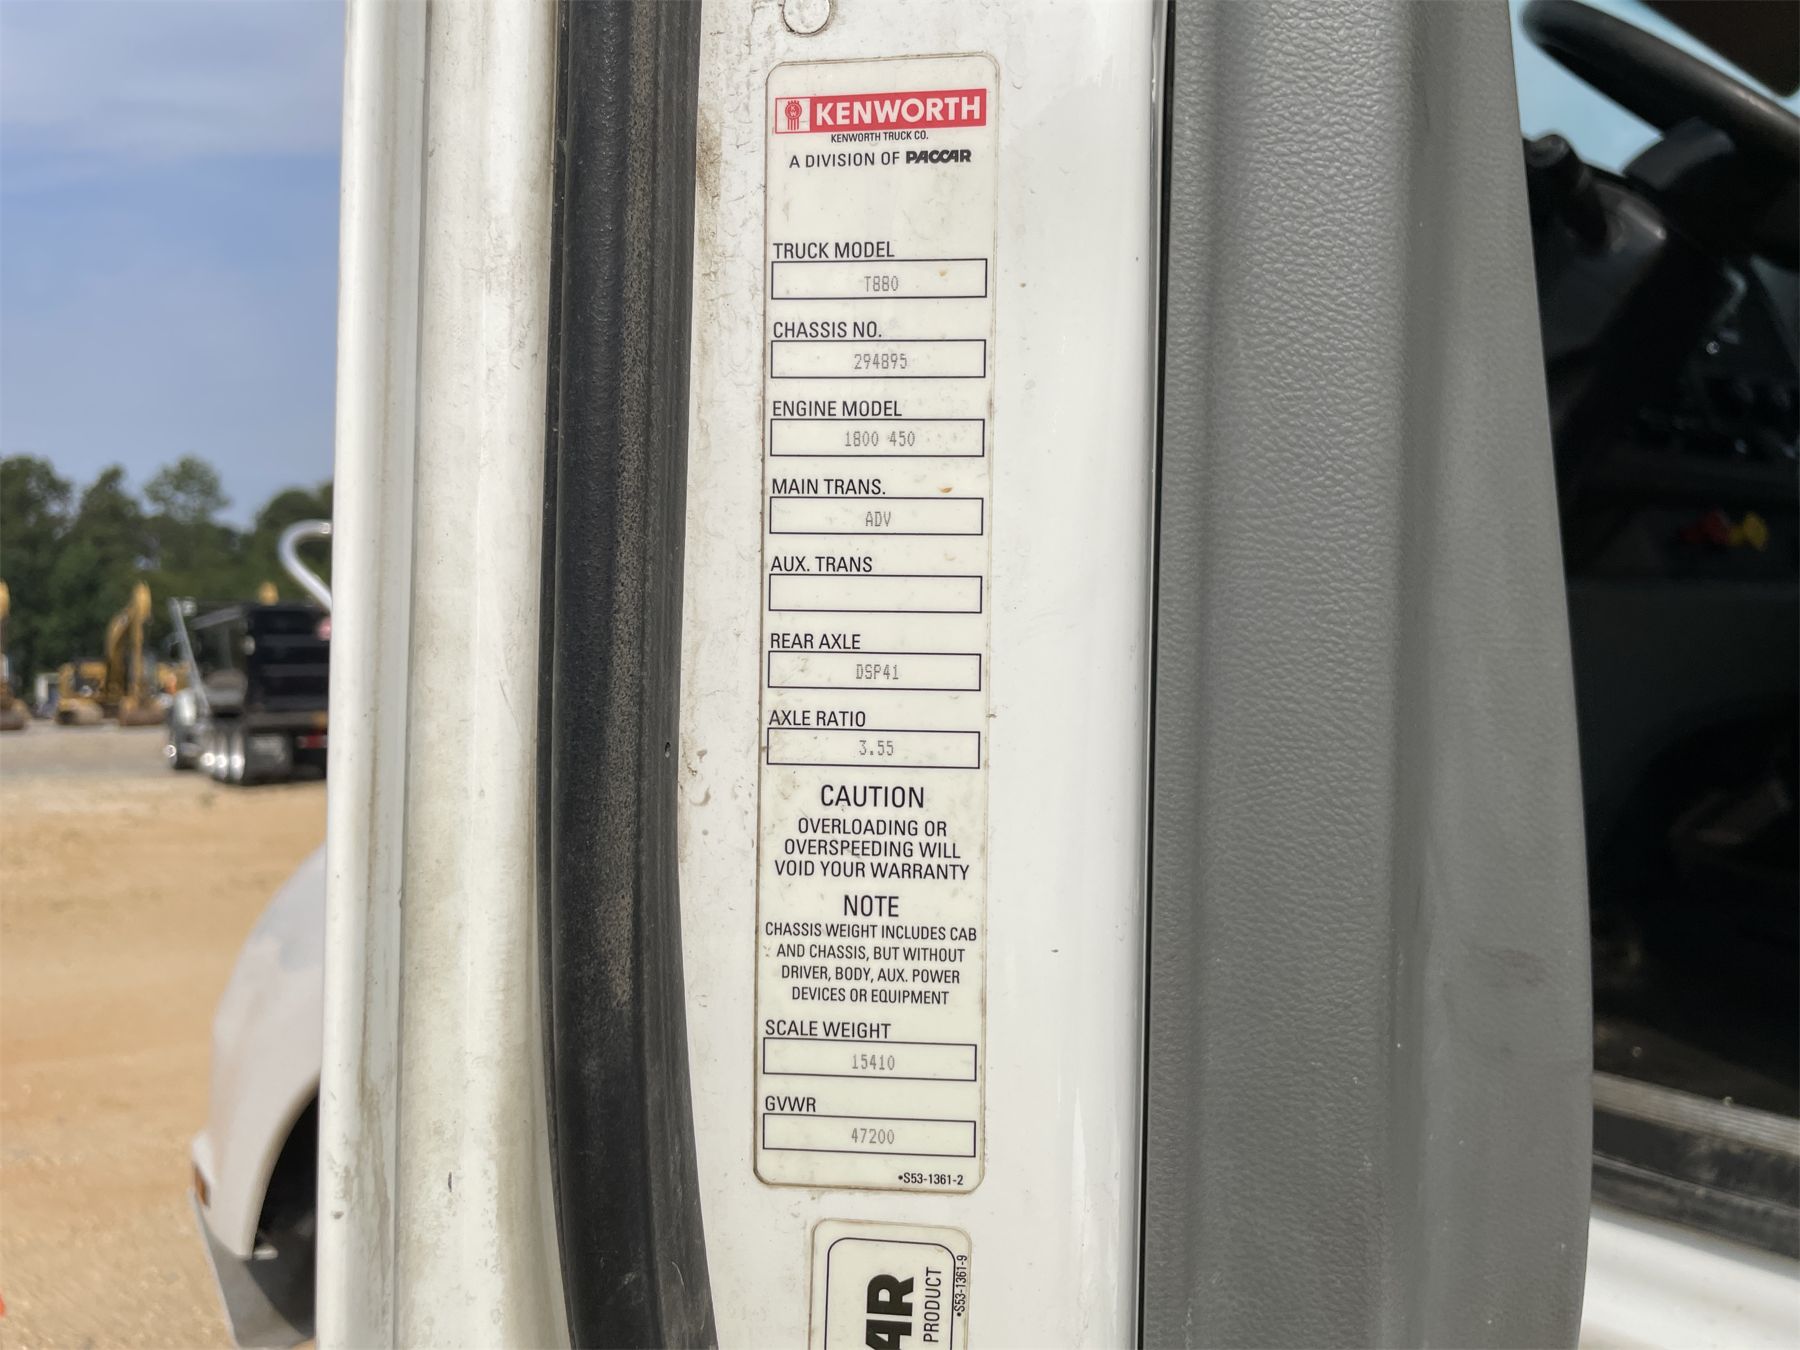 KENWORTH
KENWORTH TRUCK CO.
A DIVISION OF PACCAR
TRUCK MODEL
T880
CHASSIS NO.
294895
ENGINE MODEL
1800 450
MAIN TRANS.
ADV
AUX. TRANS
REAR AXLE
DSP41
AXLE RATIO
3.55
CAUTION
OVERLOADING OR
OVERSPEEDING WILL
VOID YOUR WARRANTY
NOTE
CHASSIS WEIGHT INCLUDES CAB
AND CHASSIS, BUT WITHOUT
DRIVER, BODY, AUX. POWER
DEVICES OR EQUIPMENT
SCALE WEIGHT
15410
GVWR
47200
•S53-1361-2
AR
PRODUCT
•S53-1361-9